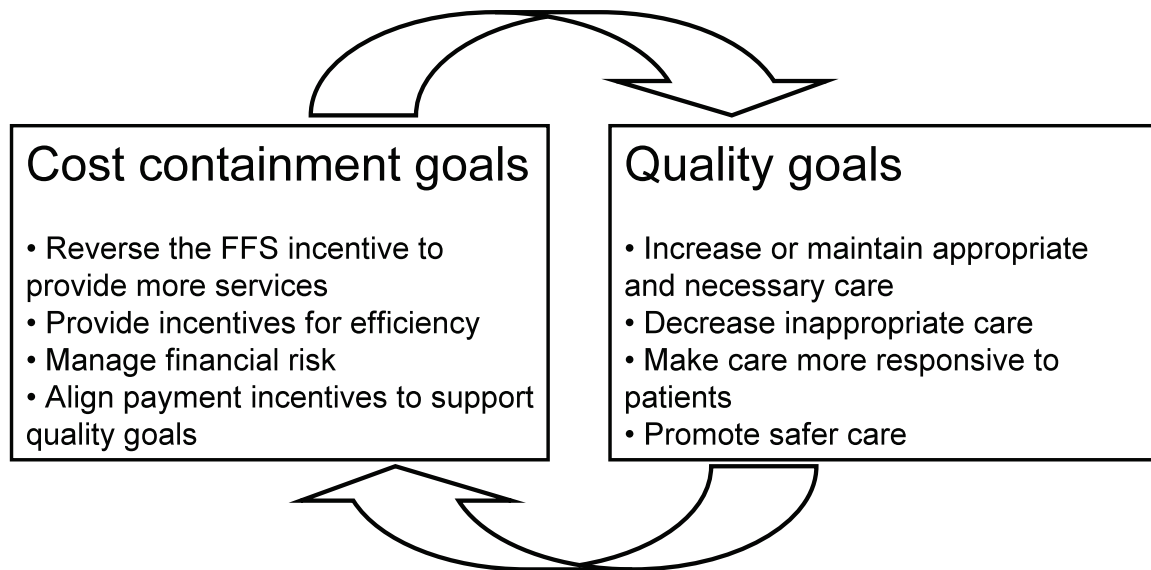 Cost containment goals
• Reverse the FFS incentive to
provide more services
• Provide incentives for efficiency
• Manage financial risk
• Align payment incentives to support
quality goals
Quality goals
• Increase or maintain appropriate
and necessary care
• Decrease inappropriate care
• Make care more responsive to
patients
• Promote safer care